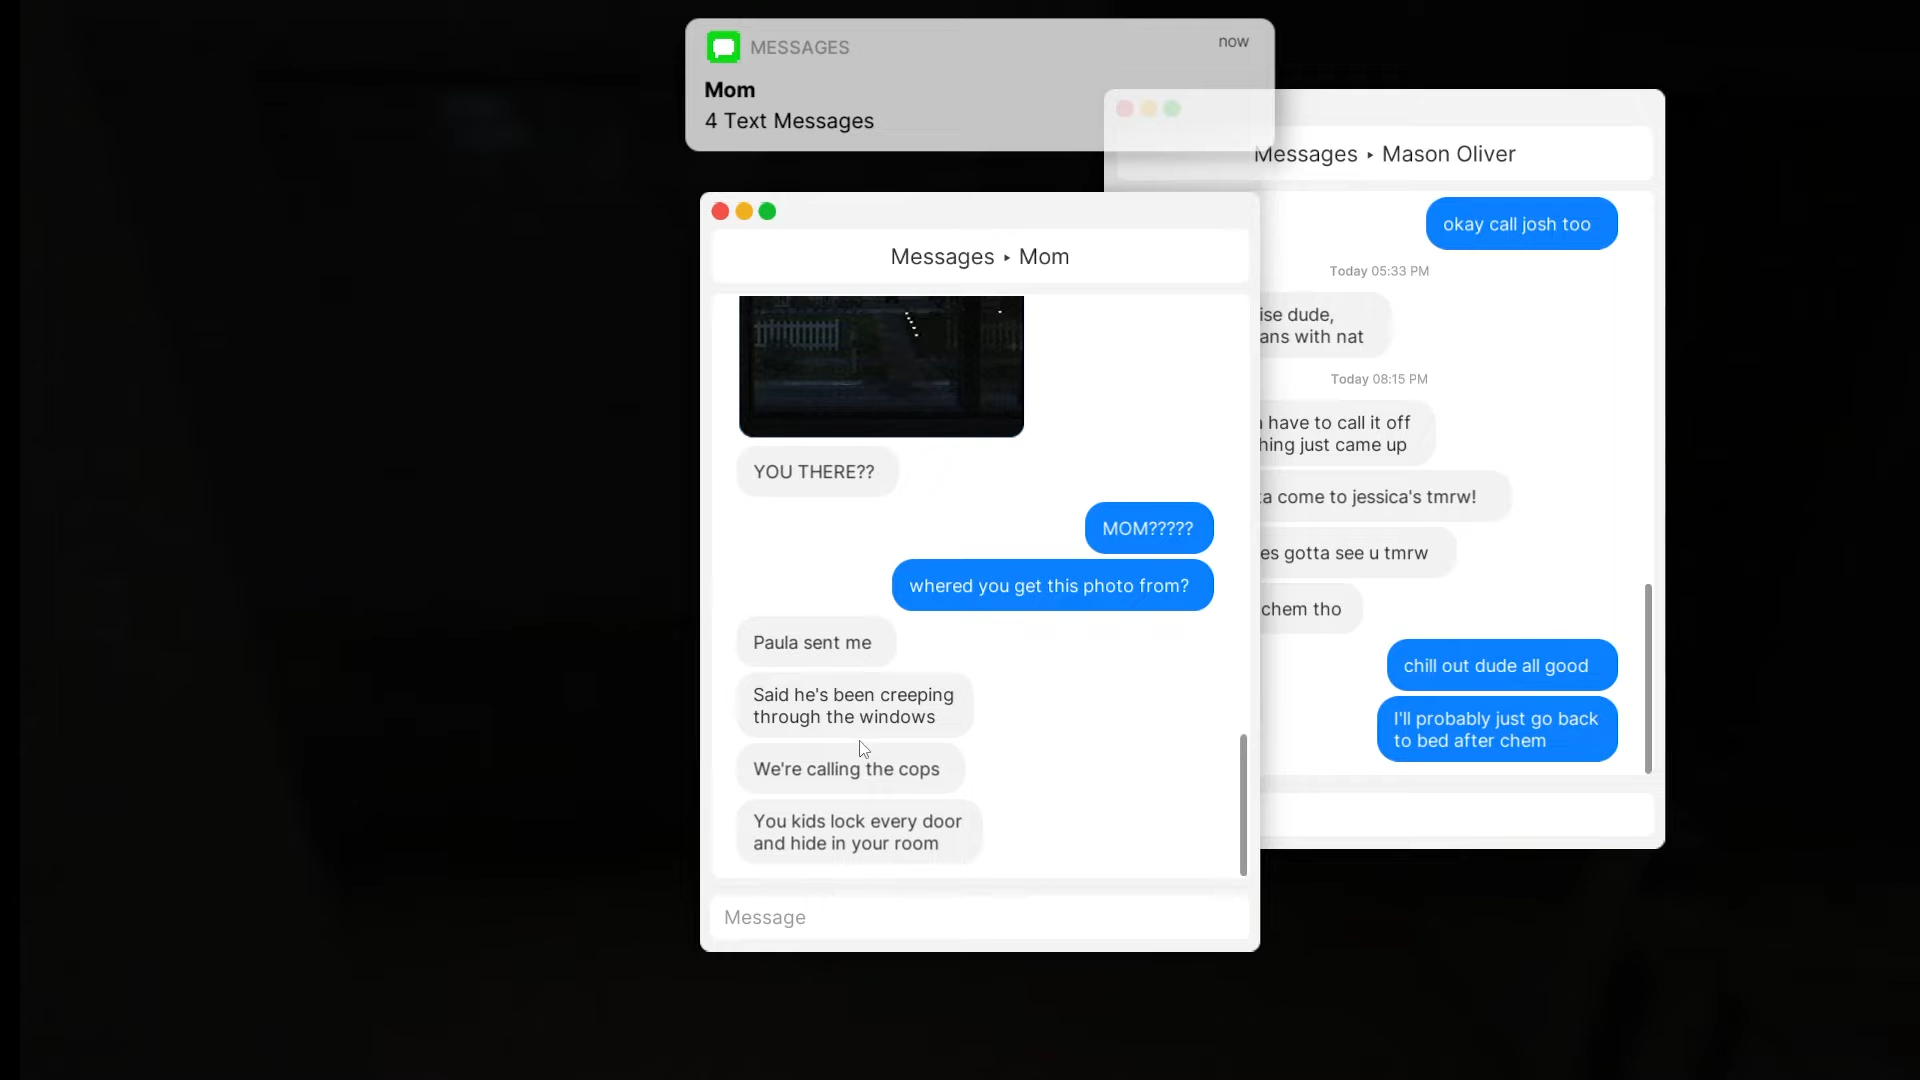 MESSAGES
now
Mom
4 Text Messages
Messages ‣ Mason Oliver
okay call josh too
Today 05:33 PM
ise dude,
ans with nat
Today 08:15 PM
have to call it off
hing just came up
a come to jessica's tmrw!
es gotta see u tmrw
chem tho
chill out dude all good
I'll probably just go back
to bed after chem
Messages ‣ Mom
YOU THERE??
MOM?????
whered you get this photo from?
Paula sent me
Said he's been creeping
through the windows
We're calling the cops
You kids lock every door
and hide in your room
Message